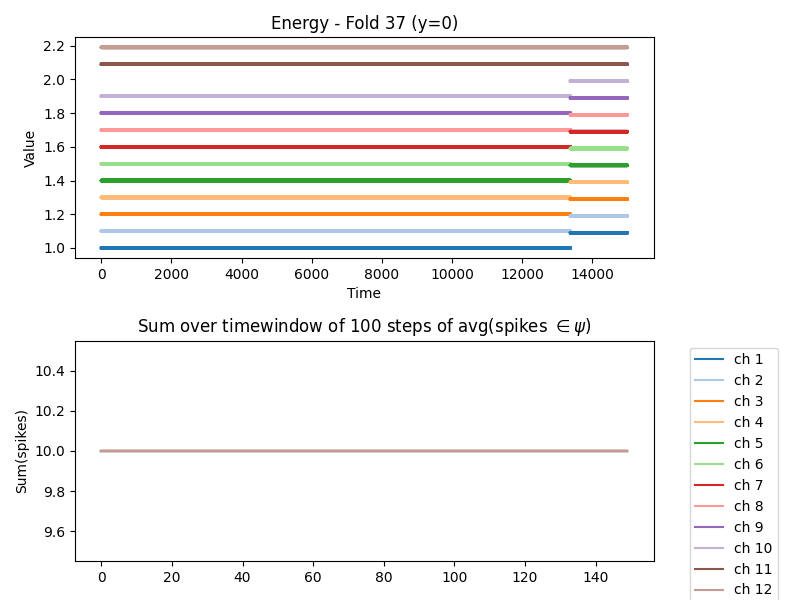 Energy - Fold 37 (y=0)
Value
2.2
2.0
1.8
1.6
1.4
1.2
1.0
0 2000 4000 6000 8000 10000 12000 14000
Time
Sum over timewindow of 100 steps of avg(spikes ∈ ψ)
Sum(spikes)
10.4
10.2
10.0
9.8
9.6
0 20 40 60 80 100 120 140
ch 1
ch 2
ch 3
ch 4
ch 5
ch 6
ch 7
ch 8
ch 9
ch 10
ch 11
ch 12